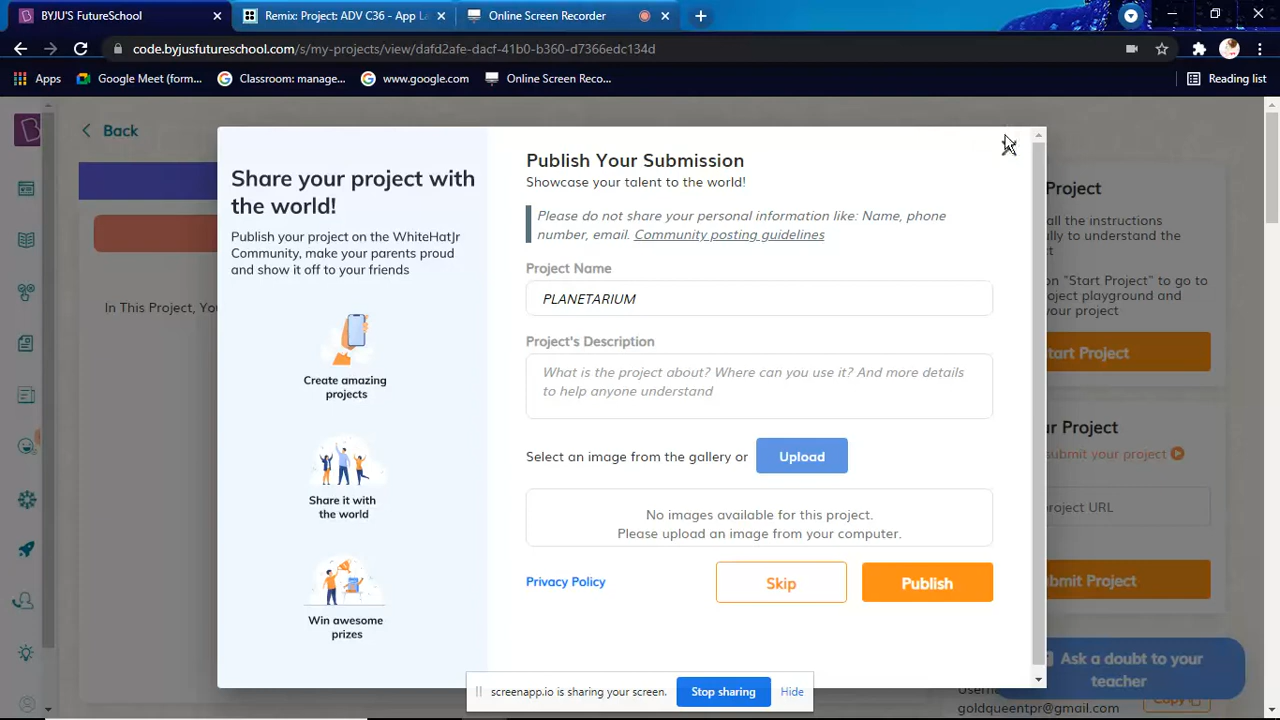 BYJU'S FutureSchool
Remix: Project: ADV C36 - App La
Online Screen Recorder
code.byjusfutureschool.com/s/my-projects/view/dafd2afe-dacf-41b0-b360-d7366edc134d
Apps
Google Meet (form...
Classroom: manage...
www.google.com
Online Screen Reco...
Reading list
Back
Share your project with
the world!
Publish your project on the WhiteHatJr
Community, make your parents proud
and show it off to your friends
Create amazing
projects
Share it with
the world
Win awesome
prizes
Publish Your Submission
Showcase your talent to the world!
Please do not share your personal information like: Name, phone
number, email. Community posting guidelines
Project Name
PLANETARIUM
Project's Description
What is the project about? Where can you use it? And more details
to help anyone understand
Select an image from the gallery or Upload
No images available for this project.
Please upload an image from your computer.
Privacy Policy
Skip
Publish
In This Project, You
Project
all the instructions
fully to understand the
on "Start Project" to go to
project playground and
your project
Start Project
ur Project
submit your project
project URL
ubmit Project
Ask a doubt to your
teacher
goldqueentpr@gmail.com
Copy
screenapp.io is sharing your screen.
Stop sharing
Hide